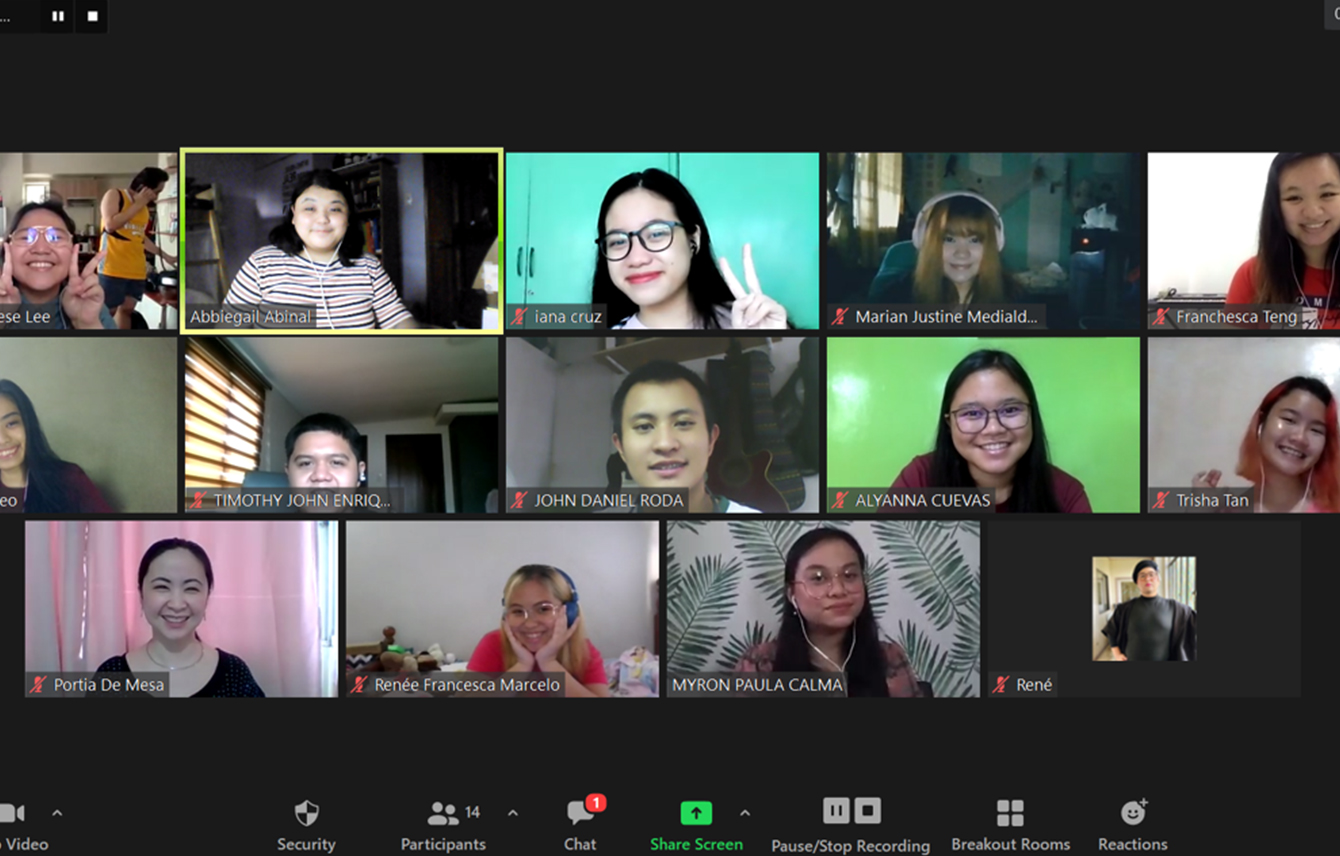 ...
ese Lee
Abbiegail Abinal
iana cruz
Marian Justine Mediald...
Franchesca Teng
eo
TIMOTHY JOHN ENRIQ...
JOHN DANIEL RODA
ALYANNA CUEVAS
Trisha Tan
Portia De Mesa
Renée Francesca Marcelo
MYRON PAULA CALMA
René
14
1
Video
Security
Participants
Chat
Share Screen
Pause/Stop Recording
Breakout Rooms
Reactions